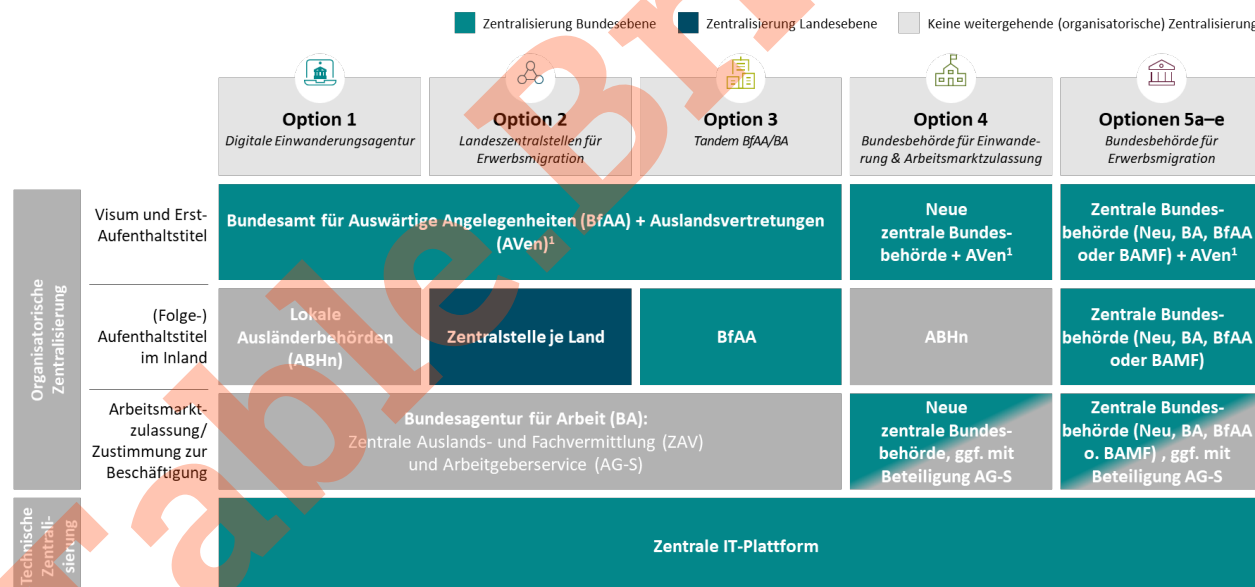 Zentralisierung Bundesebene
Zentralisierung Landesebene
Keine weitergehende (organisatorische) Zentralisierung
Option 1
Digitale Einwanderungsagentur
Option 2
Landeszentralstellen für
Erwerbsmigration
Option 3
Tandem BfAA/BA
Option 4
Bundesbehörde für Einwande-
rung & Arbeitsmarktzulassung
Optionen 5a–e
Bundesbehörde für
Erwerbsmigration
Organisatorische
Zentralisierung
Visum und Erst-
Aufenthaltstitel
Bundesamt für Auswärtige Angelegenheiten (BfAA) + Auslandsvertretungen
(AVen)¹
Neue
zentrale Bundes-
behörde + AVen¹
Zentrale Bundes-
behörde (Neu, BA, BfAA
oder BAMF) + AVen¹
(Folge-)
Aufenthaltstitel
im Inland
Lokale
Ausländerbehörden
(ABHn)
Zentralstelle je Land
BfAA
ABHn
Zentrale Bundes-
behörde (Neu, BA, BfAA
oder BAMF)
Arbeitsmarkt-
zulassung/
Zustimmung zur
Beschäftigung
Bundesagentur für Arbeit (BA):
Zentrale Auslands- und Fachvermittlung (ZAV)
und Arbeitgeberservice (AG-S)
Neue
zentrale Bundes-
behörde, ggf. mit
Beteiligung AG-S
Zentrale Bundes-
behörde (Neu, BA, BfAA
o. BAMF) , ggf. mit
Beteiligung AG-S
Technische
Zentrali-
sierung
Zentrale IT-Plattform
able.Br